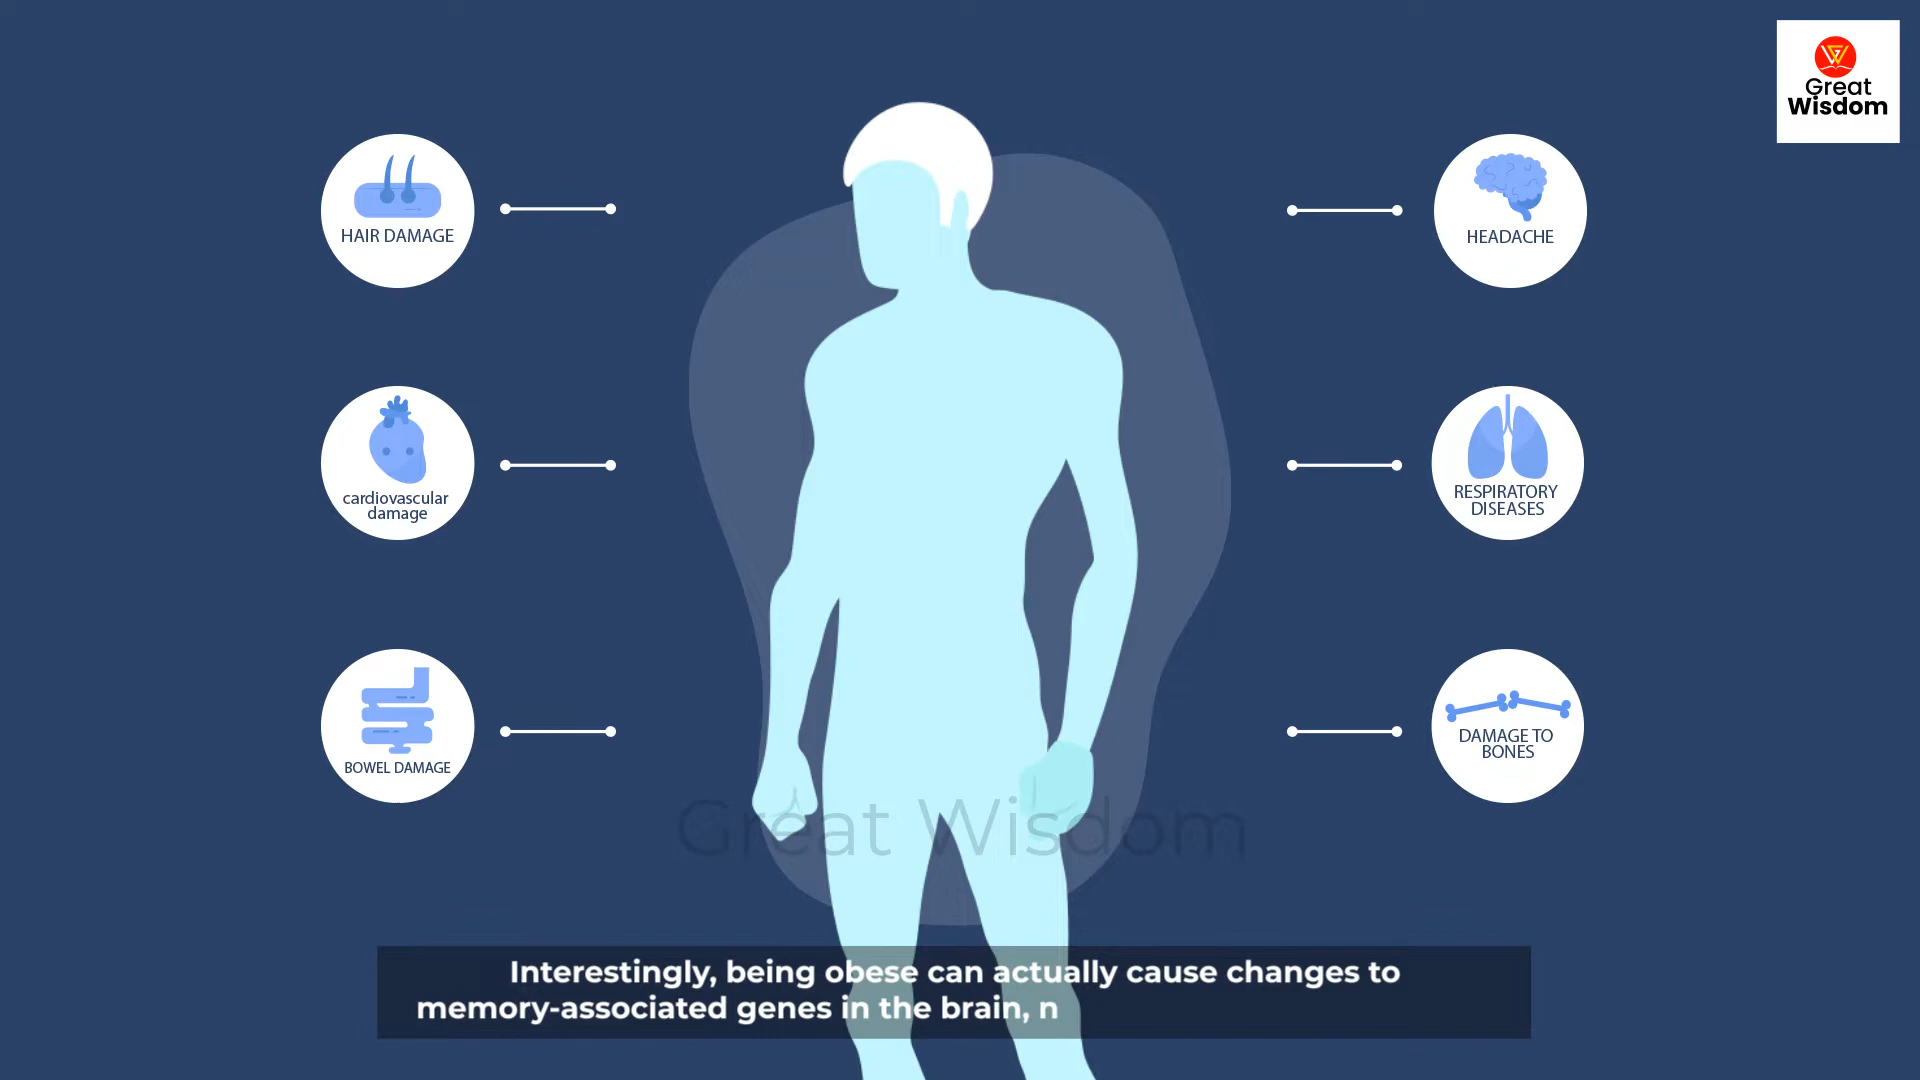 Great
Wisdom
HAIR DAMAGE
HEADACHE
cardiovascular
damage
RESPIRATORY
DISEASES
BOWEL DAMAGE
DAMAGE TO
BONES
Great Wisdom
Interestingly, being obese can actually cause changes to
memory-associated genes in the brain, n